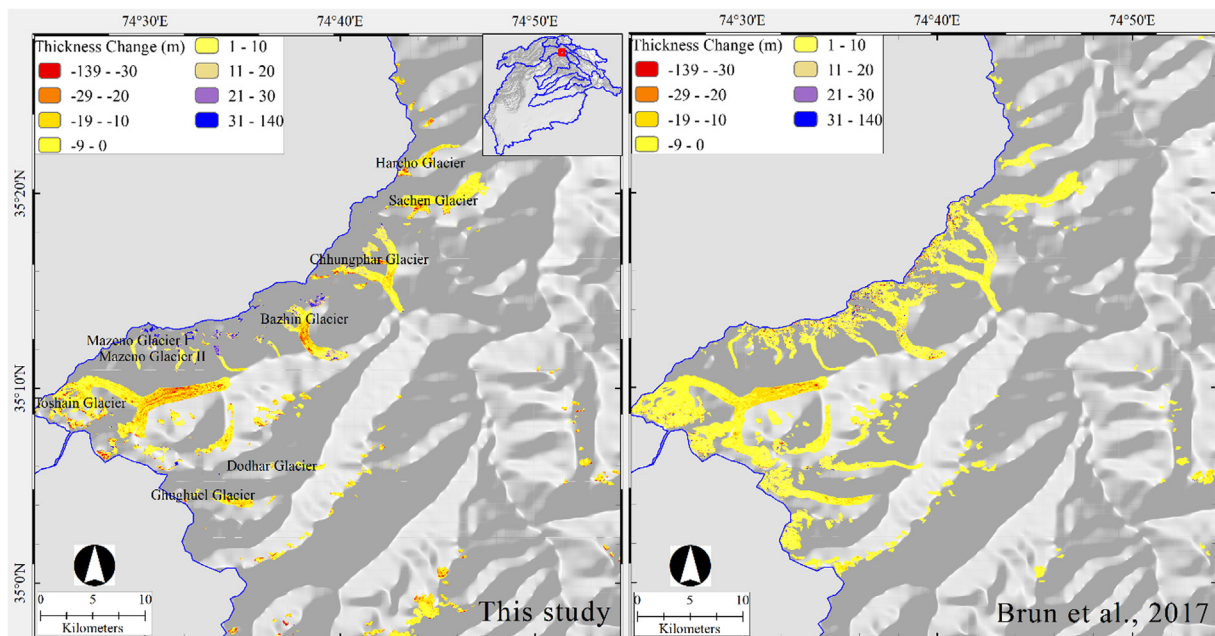 74°30'E 74°40'E 74°50'E 74°30'E 74°40'E 74°50'E
Thickness Change (m)
-139 - -30
-29 - -20
-19 - -10
-9 - 0
1 - 10
11 - 20
21 - 30
31 - 140
Thickness Change (m)
-139 - -30
-29 - -20
-19 - -10
-9 - 0
1 - 10
11 - 20
21 - 30
31 - 140
35°20'N
35°10'N
35°0'N
Harcho Glacier
Sachen Glacier
Chhungphar Glacier
Bazhin Glacier
Mazeno Glacier I
Mazeno Glacier II
Toshain Glacier
Dodhar Glacier
Ghughuel Glacier
0 5 10
Kilometers
This study
0 5 10
Kilometers
Brun et al., 2017